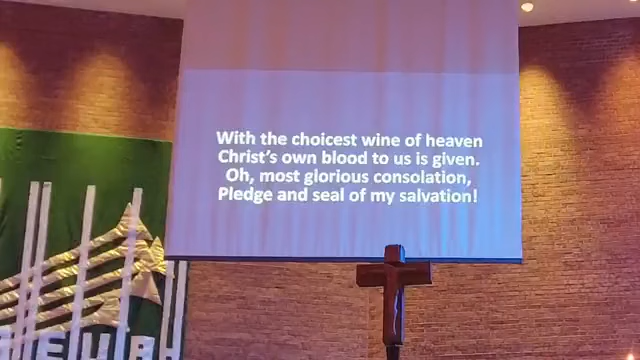 With the choicest wine of heaven
Christ's own blood to us is given.
Oh, most glorious consolation,
Pledge and seal of my salvation!